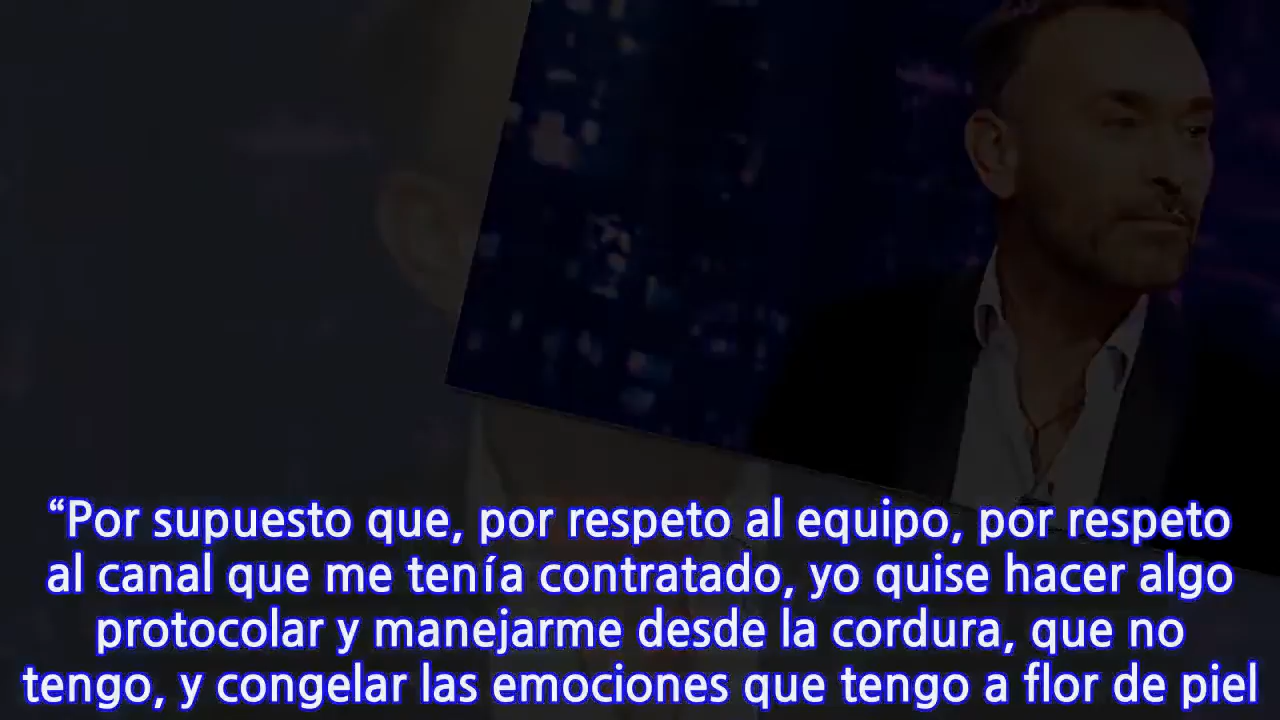 “Por supuesto que, por respeto al equipo, por respeto
al canal que me tenía contratado, yo quise hacer algo
protocolar y manejarme desde la cordura, que no
tengo, y congelar las emociones que tengo a flor de piel